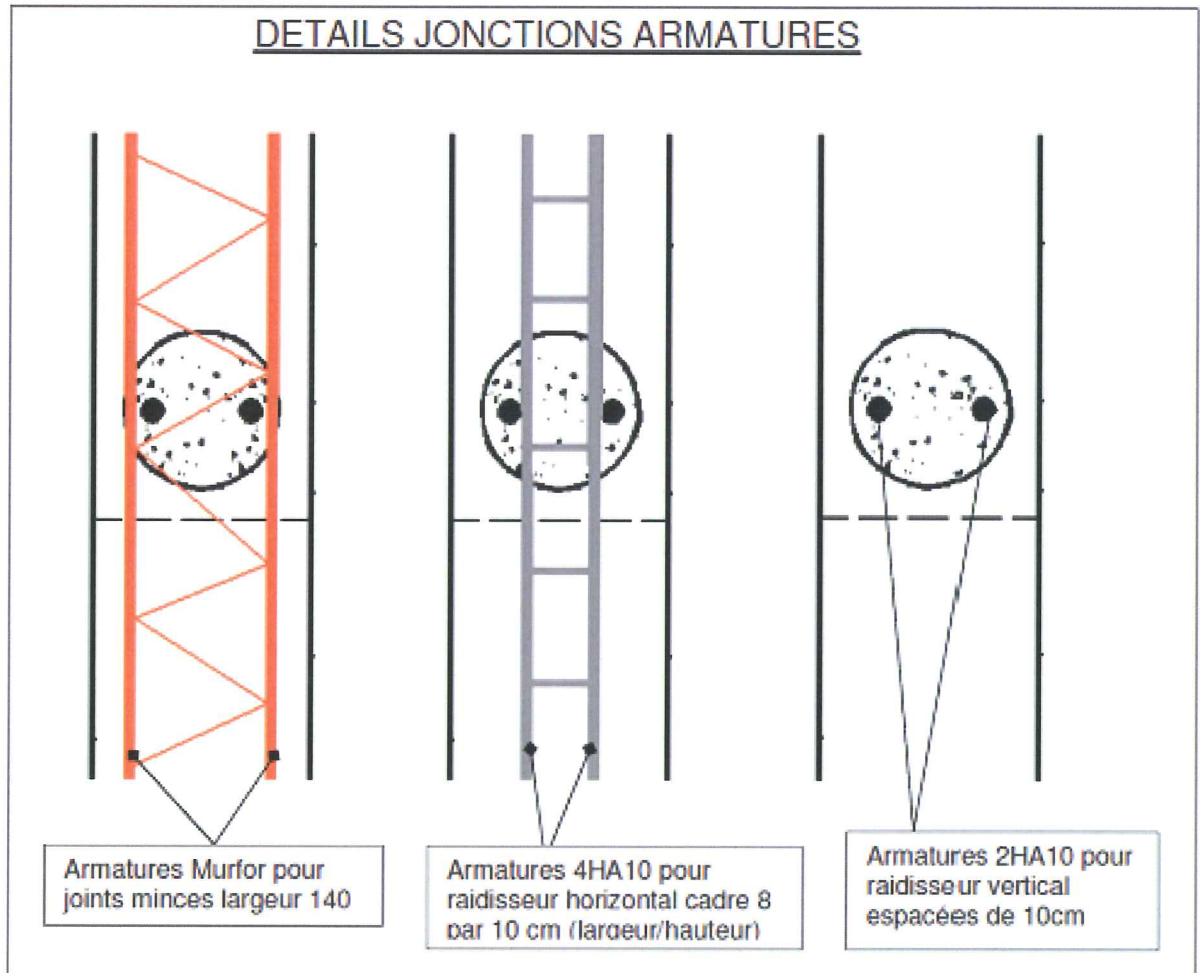 DETAILS JONCTIONS ARMATURES
Armatures Murfor pour
joints minces largeur 140
Armatures 4HA10 pour
raidisseur horizontal cadre 8
par 10 cm (largeur/hauteur)
Armatures 2HA10 pour
raidisseur vertical
espacées de 10cm